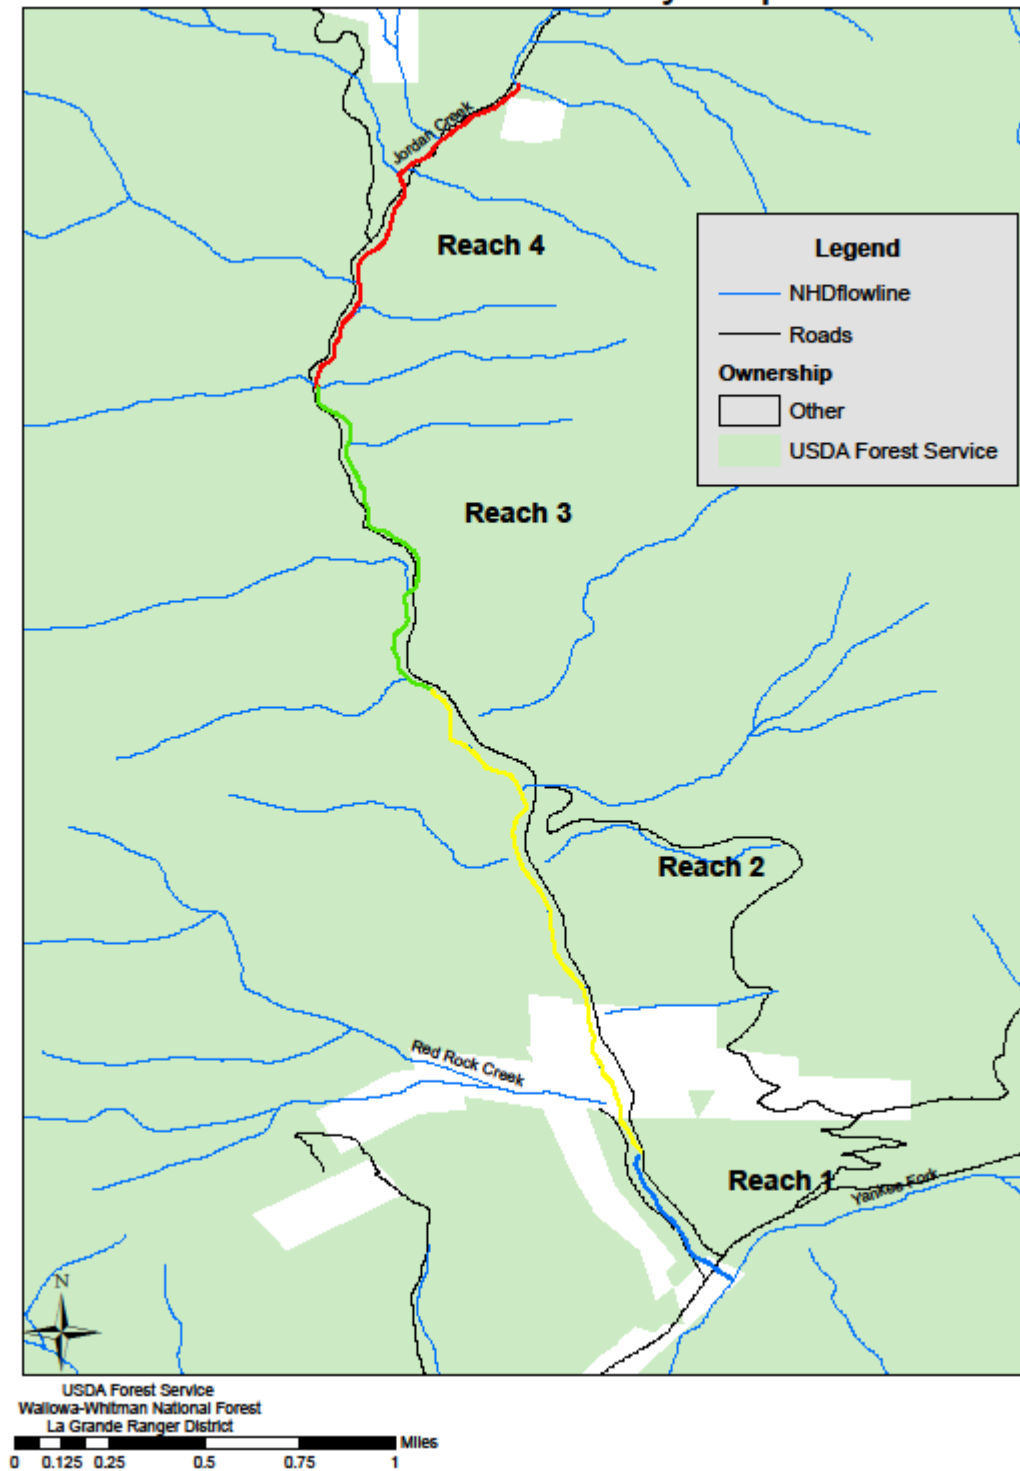 Jordan Creek
Reach 4
Legend
NHDflowline
Roads
Ownership
Other
USDA Forest Service
Reach 3
Reach 2
Red Rock Creek
Reach 1
Yankee Fork
N
USDA Forest Service
Wallowa-Whitman National Forest
La Grande Ranger District
Miles
0 0.125 0.25 0.5 0.75 1